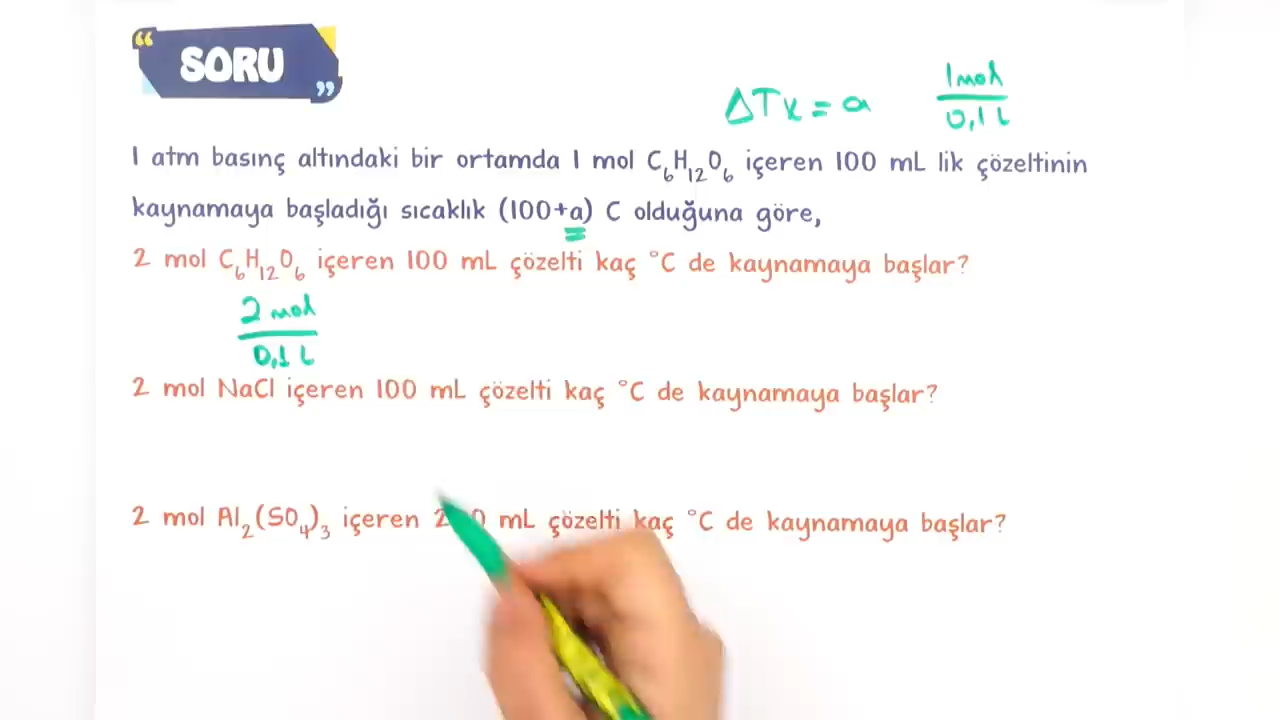 SORU
ΔTK = a 1 mol
0,1 L
1 atm basınç altındaki bir ortamda 1 mol C₆H₁₂O₆ içeren 100 mL lik çözeltinin
kaynamaya başladığı sıcaklık (100+a) C olduğuna göre,
2 mol C₆H₁₂O₆ içeren 100 mL çözelti kaç °C de kaynamaya başlar?
2 mol
0,1 L
2 mol NaCl içeren 100 mL çözelti kaç °C de kaynamaya başlar?
2 mol Al₂(SO₄)₃ içeren mL çözelti kaç °C de kaynamaya başlar?